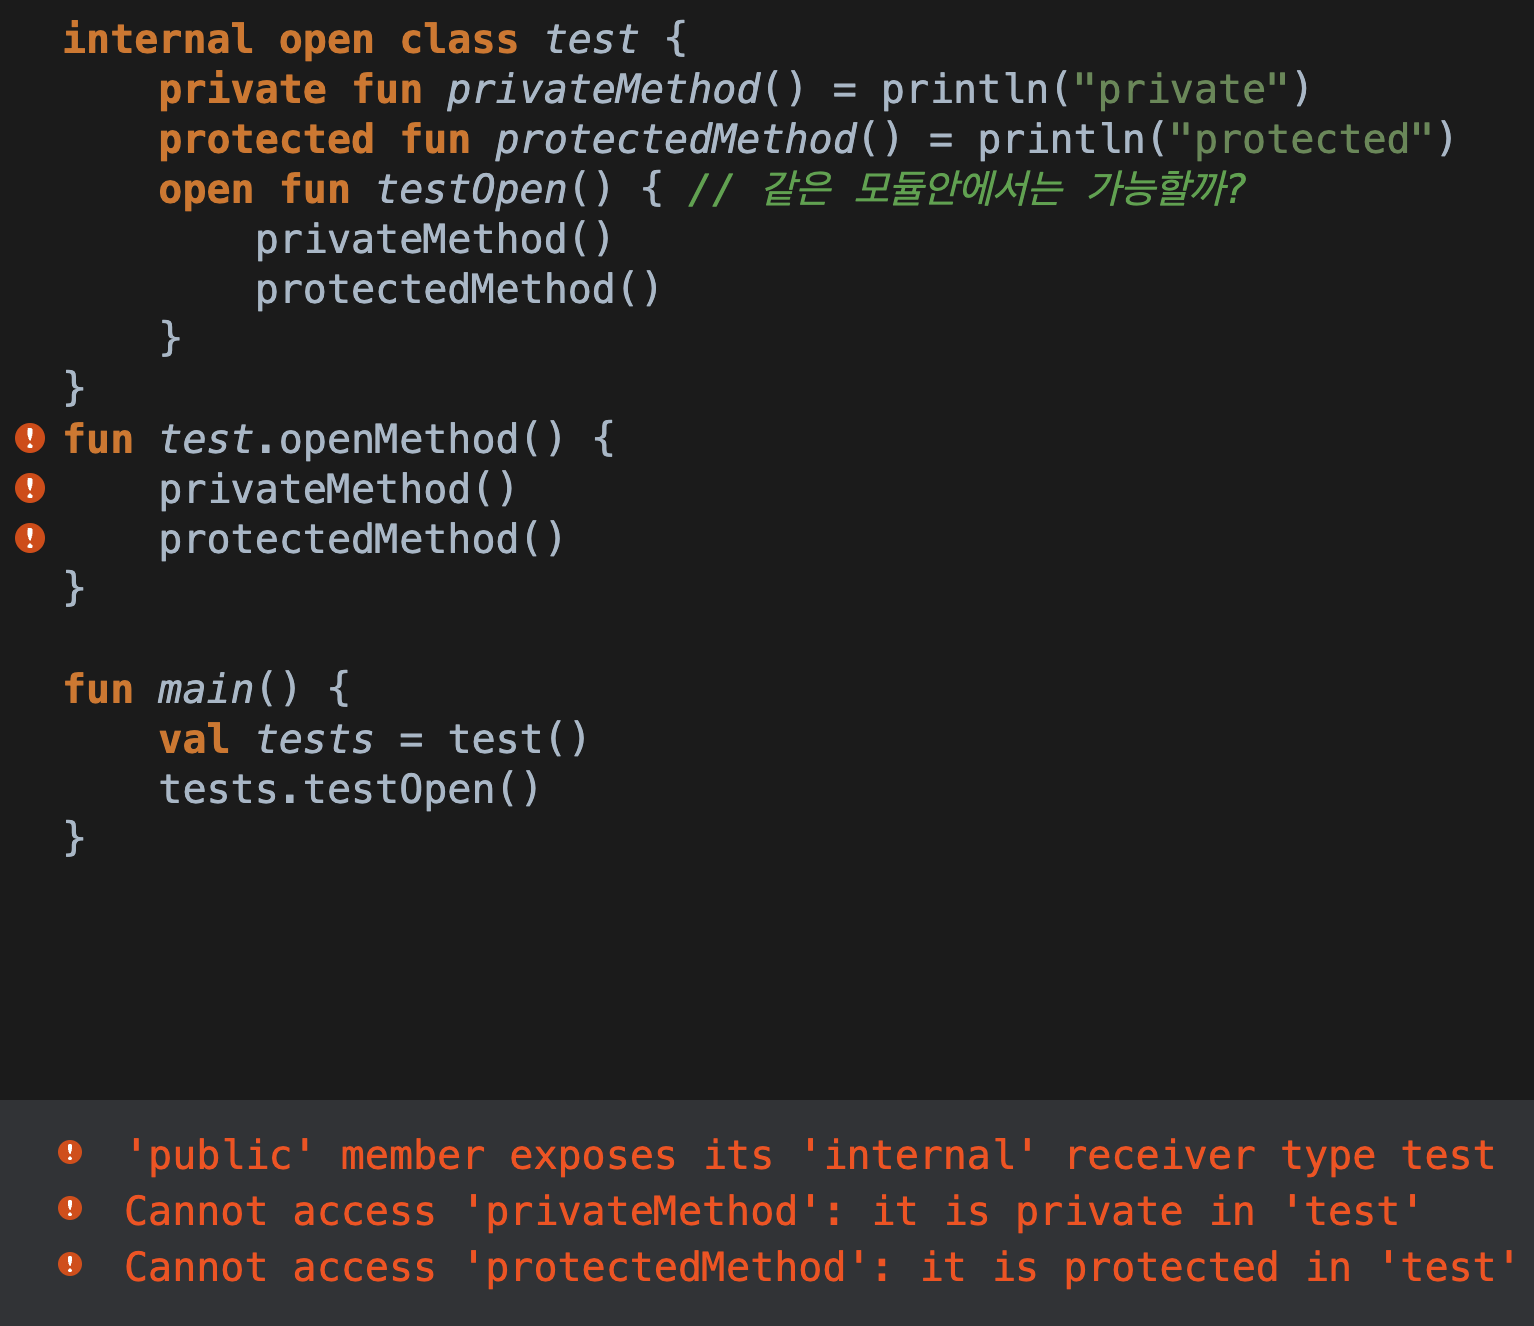 internal open class test {
    private fun privateMethod() = println("private")
    protected fun protectedMethod() = println("protected")
    open fun testOpen() { // 같은 모듈안에서는 가능할까?
        privateMethod()
        protectedMethod()
    }
}
fun test.openMethod() {
    privateMethod()
    protectedMethod()
}
fun main() {
    val tests = test()
    tests.testOpen()
}
'public' member exposes its 'internal' receiver type test
Cannot access 'privateMethod': it is private in 'test'
Cannot access 'protectedMethod': it is protected in 'test'